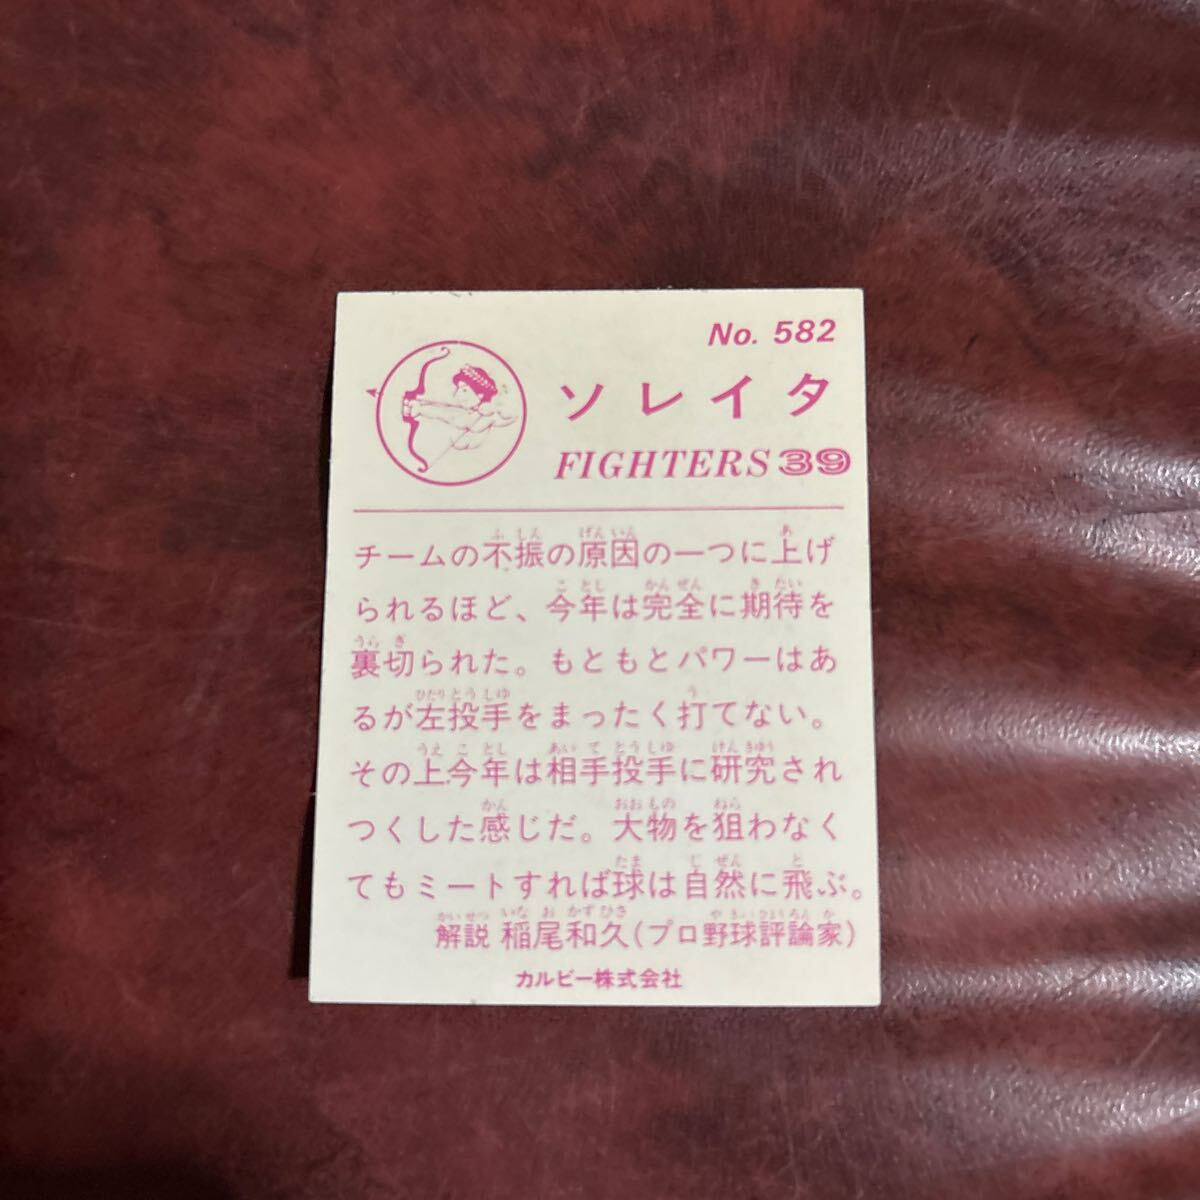 No. 582
ソレイタ
FIGHTERS 39
チームの不振の原因の一つに上げ
られるほど、今年は完全に期待を
裏切られた。もともとパワーはあ
るが左投手をまったく打てない。
その上今年は相手投手に研究され
つくした感じだ。大物を狙わなく
てもミートすれば球は自然に飛ぶ。
解説 稲尾和久(プロ野球評論家)
カルビー株式会社